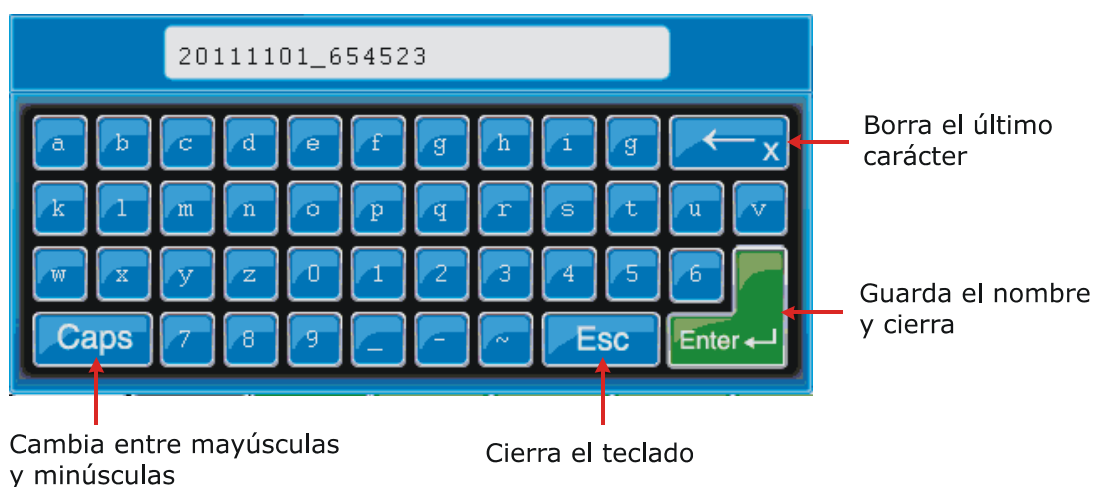 20111101_654523
a b c d e f g h i g ← x
k l m n o p q r s t u v
w x y z 0 1 2 3 4 5 6
Caps 7 8 9 _ - ~ Esc Enter
Borra el último
carácter
Guarda el nombre
y cierra
Cambia entre mayúsculas
y minúsculas
Cierra el teclado